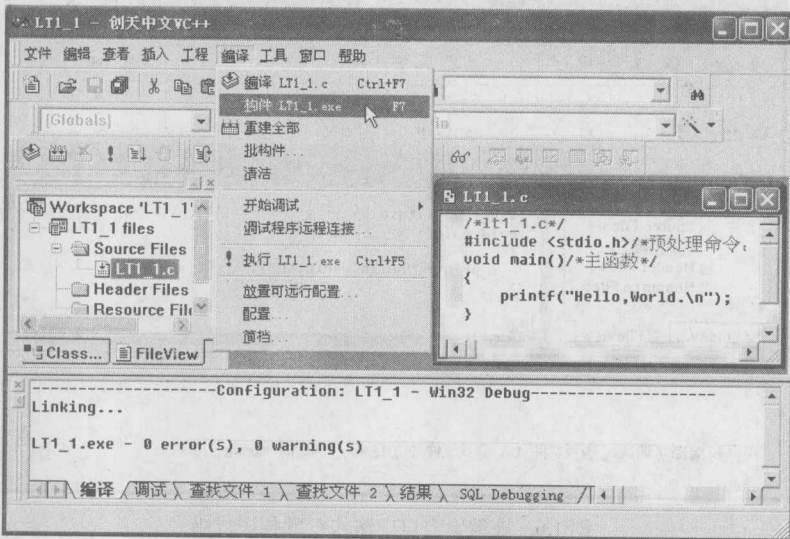 LT1_1 - 创天中文VC++
文件 编辑 查看 插入 工程 编译 工具 窗口 帮助
编译 LT1_1.c Ctrl+F7
构件 LT1_1.exe F7
重建全部
批构件...
清洁
开始调试
调试程序远程连接...
执行 LT1_1.exe Ctrl+F5
放置可远行配置...
配置...
简档...
[Globals]
in
Workspace 'LT1_1'
LT1_1 files
Source Files
LT1_1.c
Header Files
Resource File
Class... FileView
LT1_1.c
/*lt1_1.c*/
#include <stdio.h>/*预处理命令;
void main()/*主函数*/
{
printf("Hello,World.\n");
}
--------------------Configuration: LT1_1 - Win32 Debug--------------------
Linking...
LT1_1.exe - 0 error(s), 0 warning(s)
编译 调试 查找文件 1 查找文件 2 结果 SQL Debugging